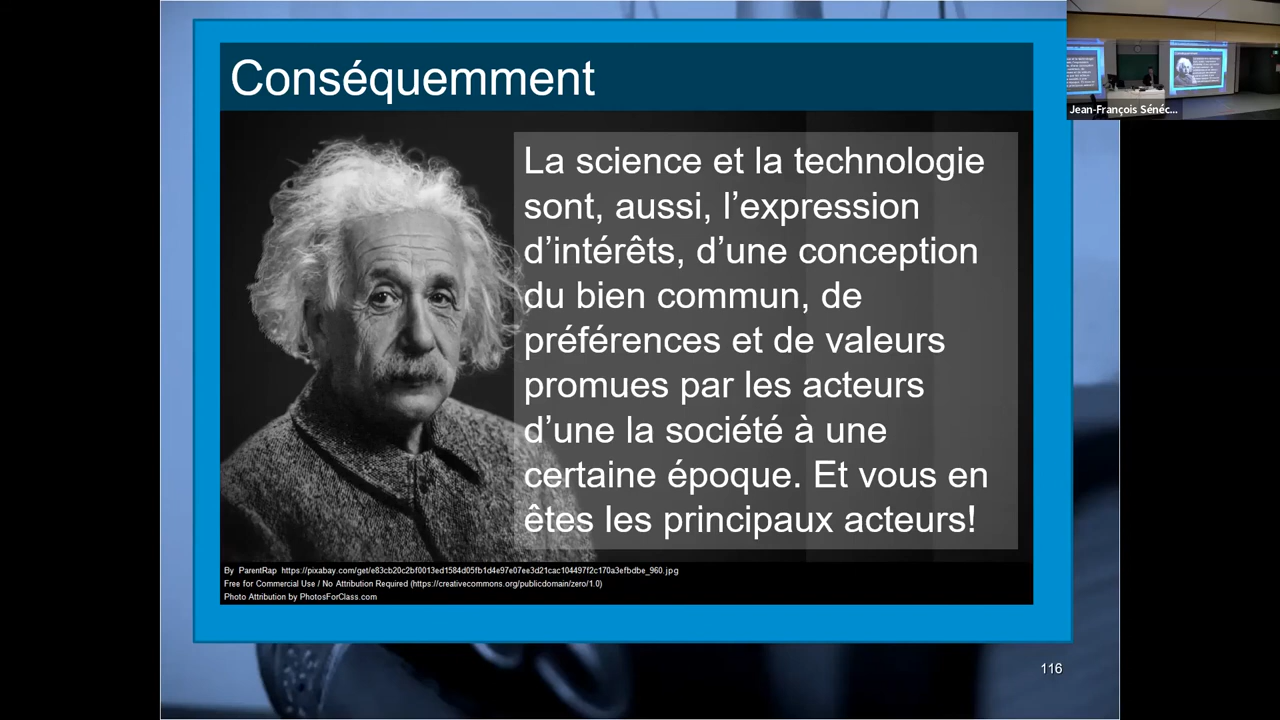 Conséquemment
La science et la technologie
sont, aussi, l’expression
d’intérêts, d’une conception
du bien commun, de
préférences et de valeurs
promues par les acteurs
d’une la société à une
certaine époque. Et vous en
êtes les principaux acteurs!
By ParentRap https://pixabay.com/get/e83cb20c2bf0013ed1584d05fb1d4e97e07ee3d21cac104497f2c170a3efbdbe_960.jpg
Free for Commercial Use / No Attribution Required (https://creativecommons.org/publicdomain/zero/1.0)
Photo Attribution by PhotosForClass.com
116
Jean-François Sénéc...